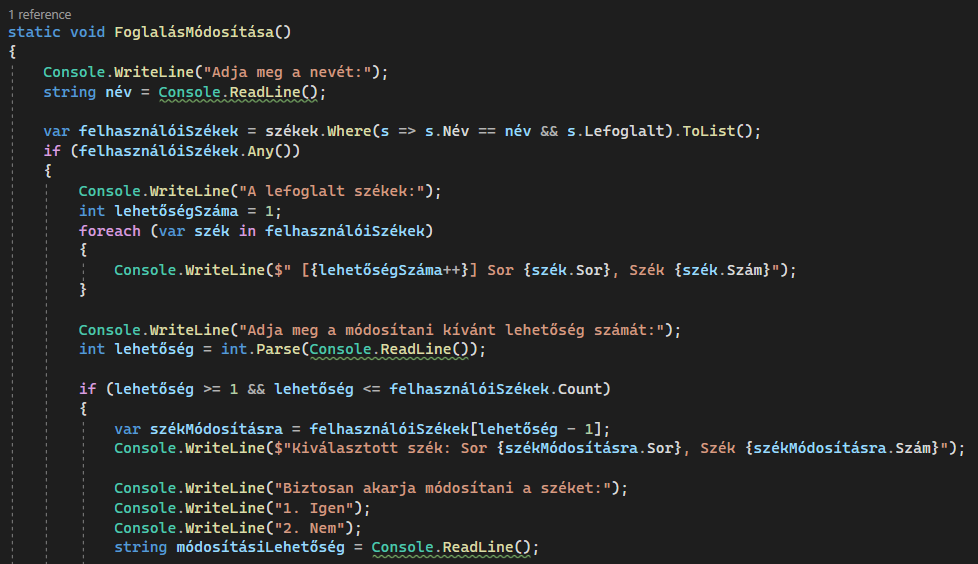 1 reference
static void FoglalásMódosítása()
{
Console.WriteLine("Adja meg a nevét:");
string név = Console.ReadLine();
var felhasználóiSzékek = székek.Where(s => s.Név == név && s.Lefoglalt).ToList();
if (felhasználóiSzékek.Any())
{
Console.WriteLine("A lefoglalt székek:");
int lehetőségSzáma = 1;
foreach (var szék in felhasználóiSzékek)
{
Console.WriteLine($" [{lehetőségSzáma++}] Sor {szék.Sor}, Szék {szék.Szám}");
}
Console.WriteLine("Adja meg a módosítani kívánt lehetőség számát:");
int lehetőség = int.Parse(Console.ReadLine());
if (lehetőség >= 1 && lehetőség <= felhasználóiSzékek.Count)
{
var székMódosításra = felhasználóiSzékek[lehetőség - 1];
Console.WriteLine($"Kiválasztott szék: Sor {székMódosításra.Sor}, Szék {székMódosításra.Szám}");
Console.WriteLine("Biztosan akarja módosítani a széket:");
Console.WriteLine("1. Igen");
Console.WriteLine("2. Nem");
string módosításiLehetőség = Console.ReadLine();